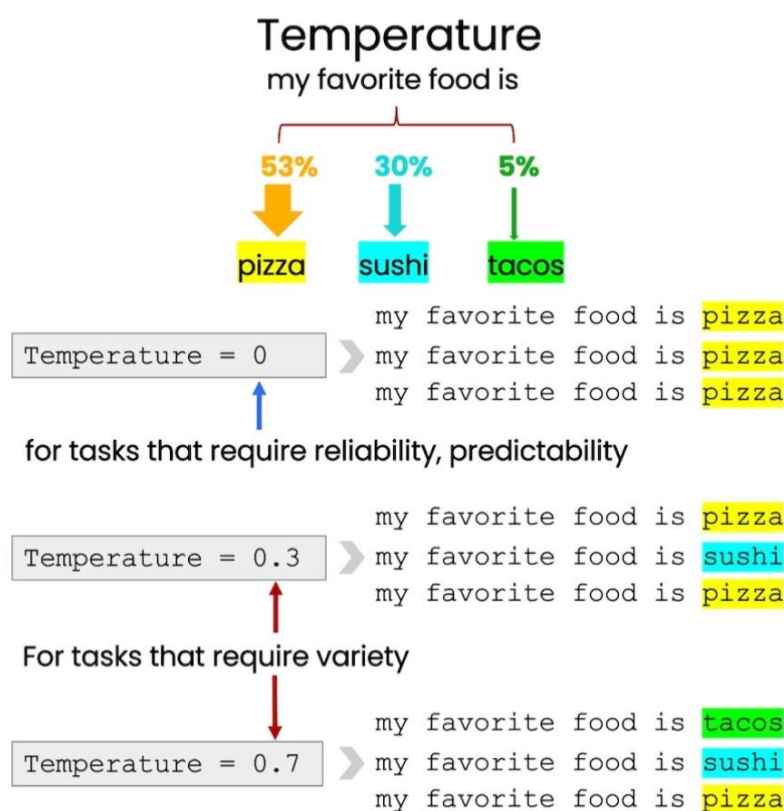 Temperature
my favorite food is
53% 30% 5%
pizza sushi tacos
my favorite food is pizza
Temperature = 0 my favorite food is pizza
my favorite food is pizza
for tasks that require reliability, predictability
my favorite food is pizza
Temperature = 0.3 my favorite food is sushi
my favorite food is pizza
For tasks that require variety
my favorite food is tacos
Temperature = 0.7 my favorite food is sushi
my favorite food is pizza